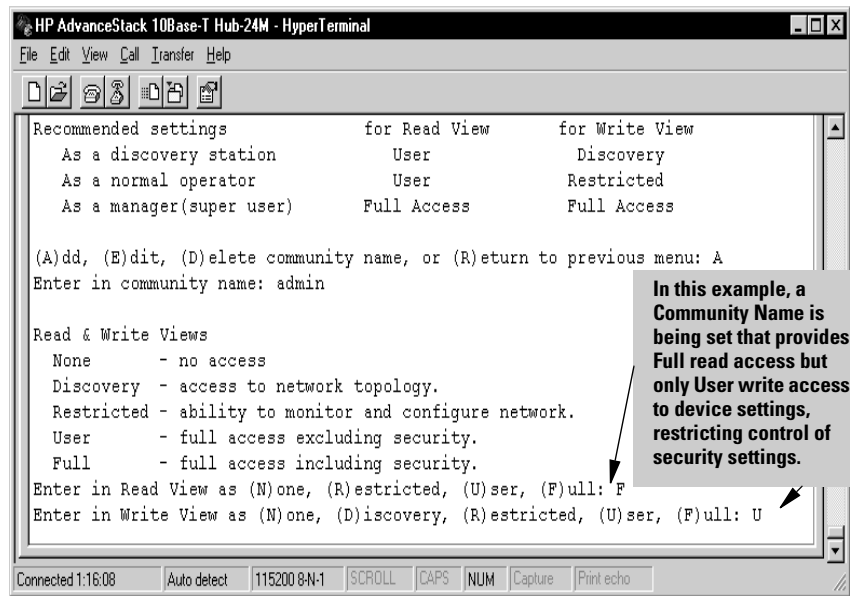 HP AdvanceStack 10Base-T Hub-24M - HyperTerminal
File Edit View Call Transfer Help
Recommended settings for Read View for Write View
As a discovery station User Discovery
As a normal operator User Restricted
As a manager(super user) Full Access Full Access
(A)dd, (E)dit, (D)elete community name, or (R)eturn to previous menu: A
Enter in community name: admin
Read & Write Views
None - no access
Discovery - access to network topology.
Restricted - ability to monitor and configure network.
User - full access excluding security.
Full - full access including security.
Enter in Read View as (N)one, (R)estricted, (U)ser, (F)ull: F
Enter in Write View as (N)one, (D)iscovery, (R)estricted, (U)ser, (F)ull: U
In this example, a
Community Name is
being set that provides
Full read access but
only User write access
to device settings,
restricting control of
security settings.
Connected 1:16:08 Auto detect 115200 8-N-1 SCROLL CAPS NUM Capture Print echo